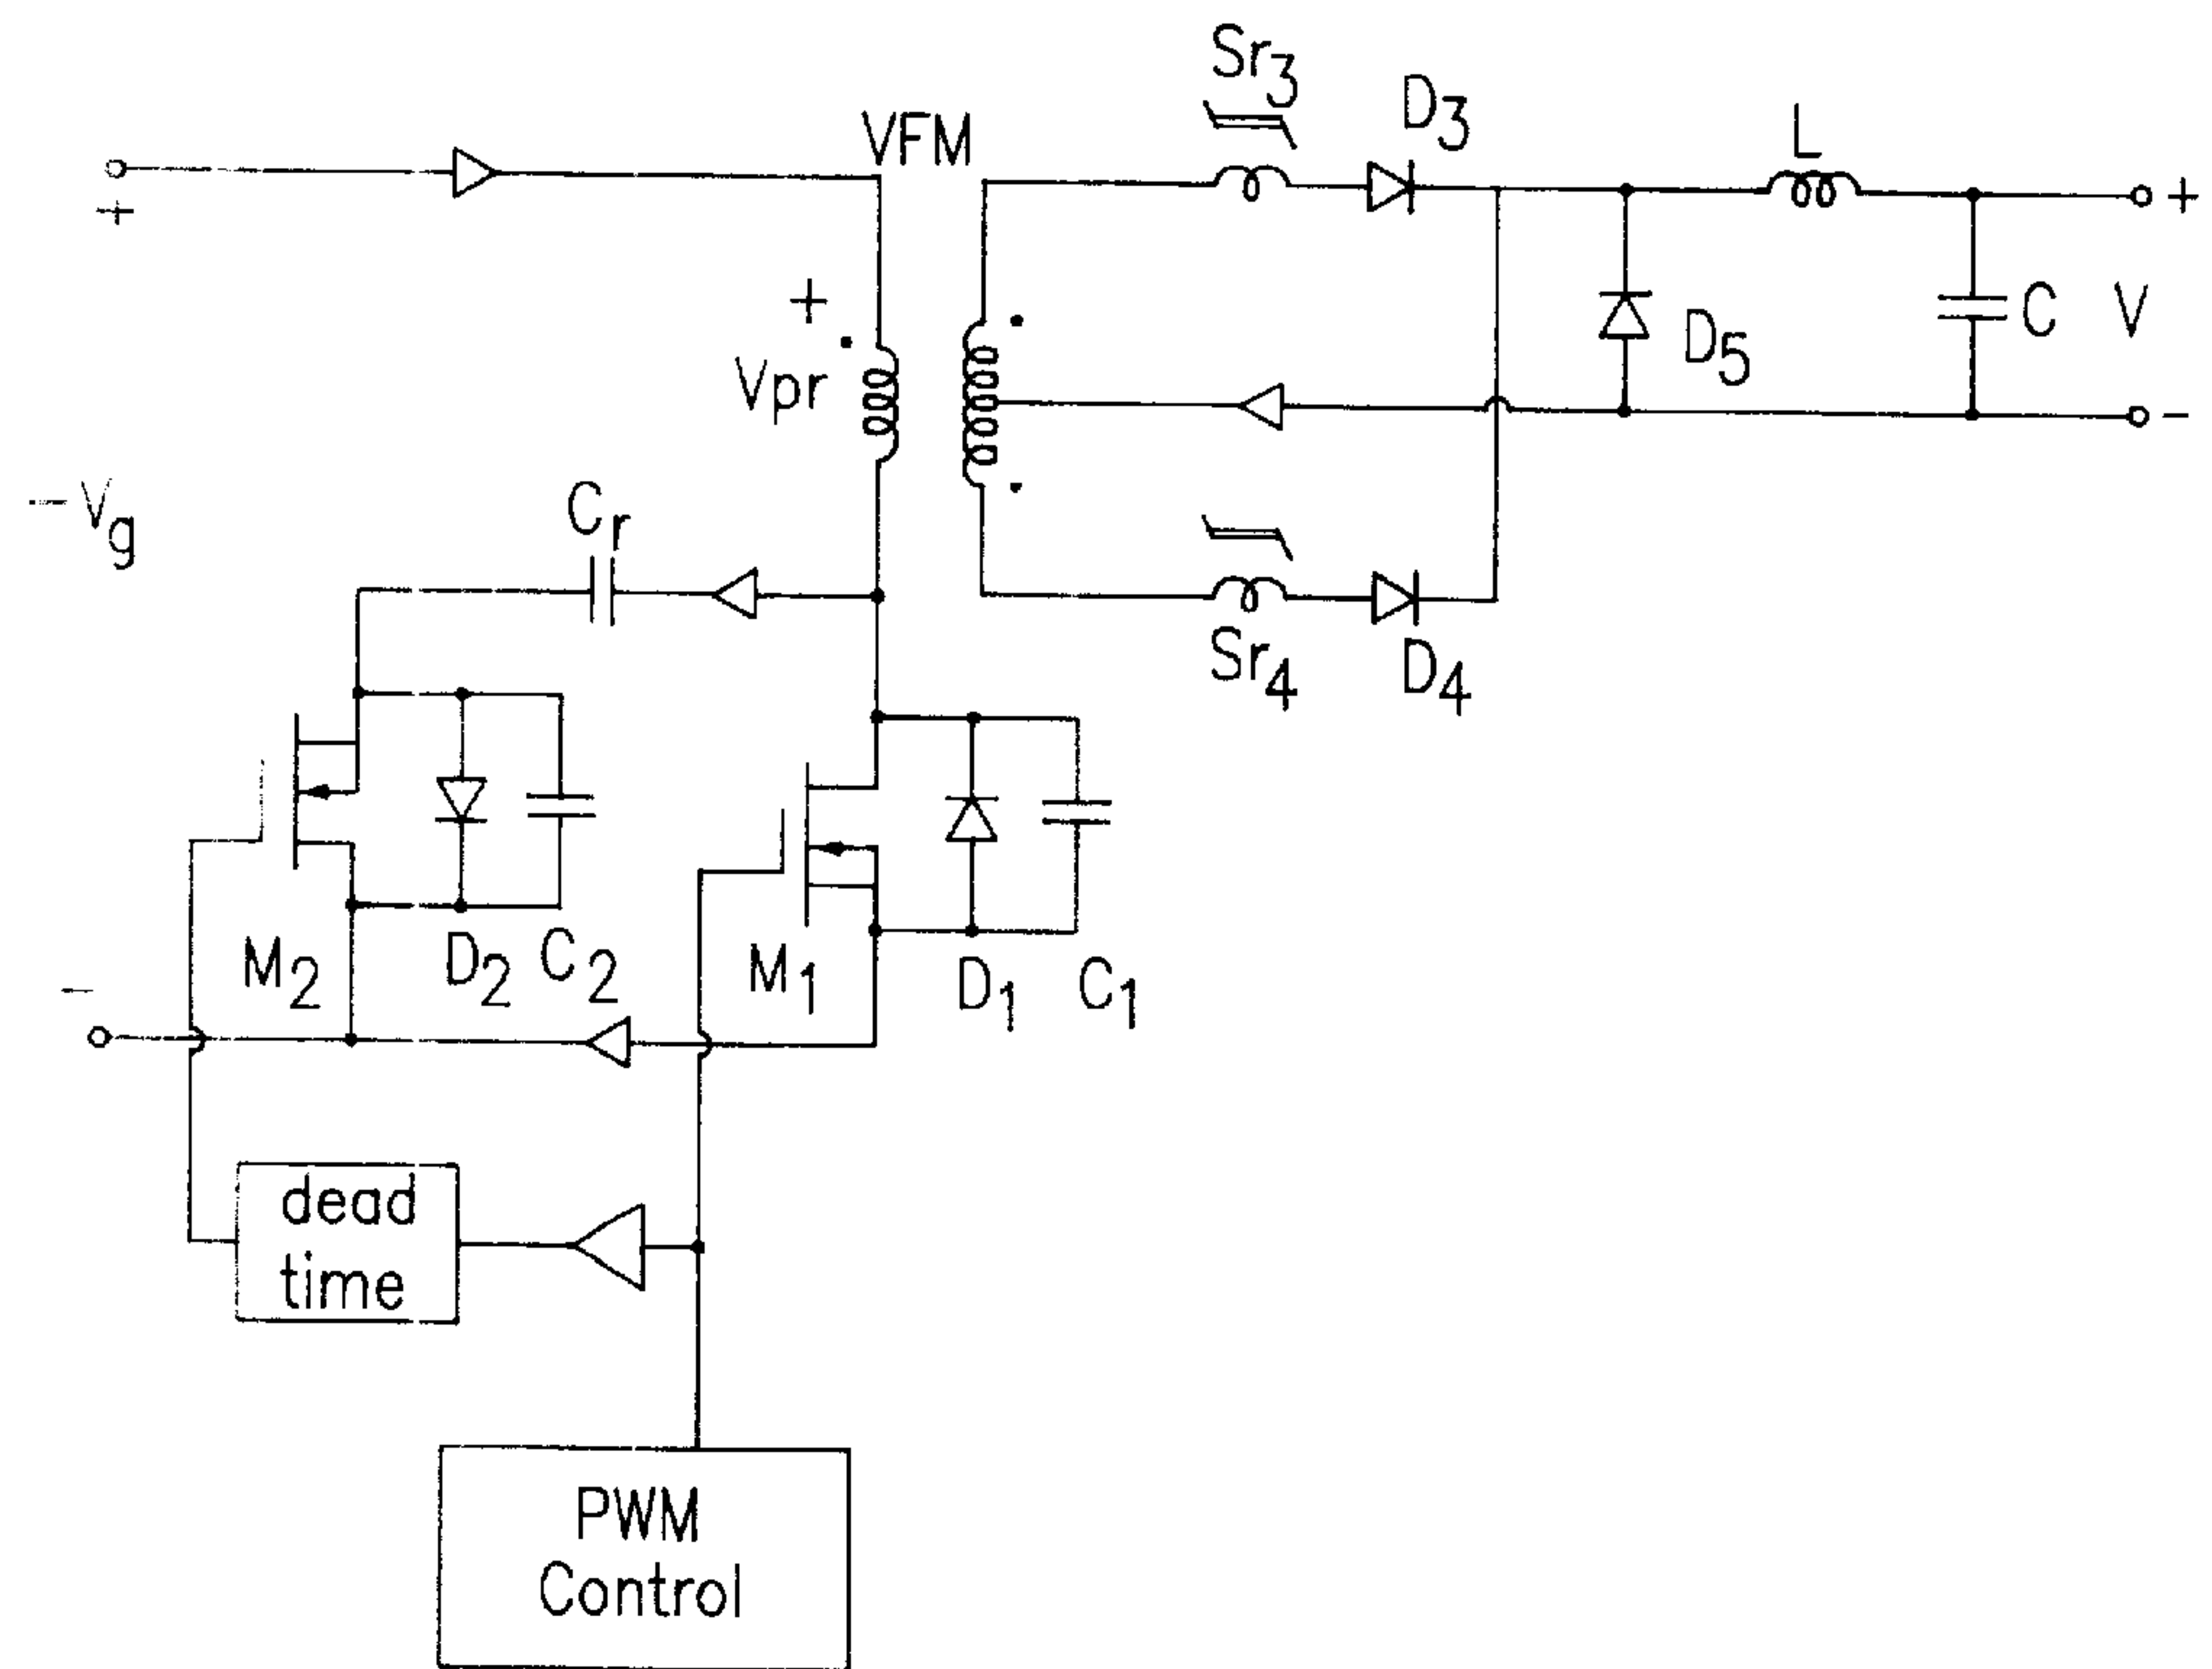 Sr3
D3
VFM
L
+
+
+
Vpr
D5
C
V
-
-Vg
Cr
Sr4
D4
M2
D2
C2
M1
D1
C1
-
dead
time
PWM
Control